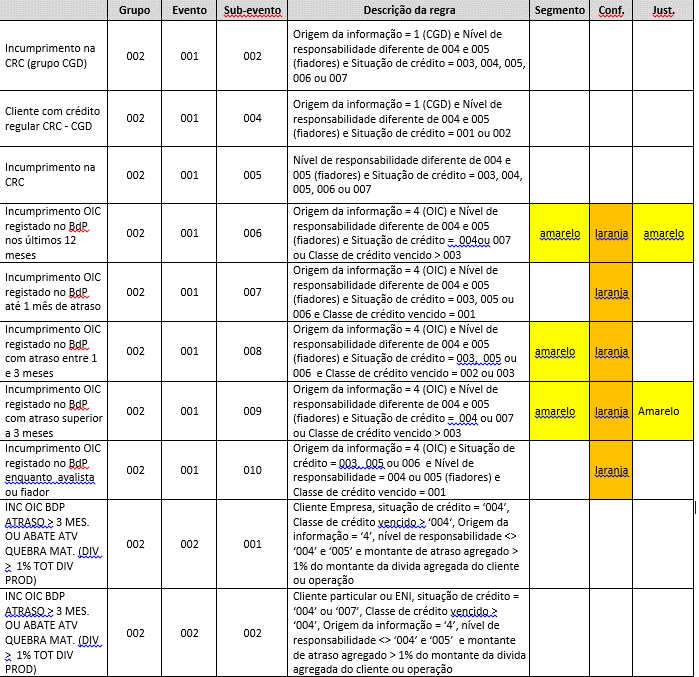 Grupo Evento Sub-evento Descrição da regra Segmento Conf. Just.
Incumprimento na
CRC (grupo CGD)
002 001 002
Origem da informação = 1 (CGD) e Nível de
responsabilidade diferente de 004 e 005
(fiadores) e Situação de crédito = 003, 004, 005,
006 ou 007
Cliente com crédito
regular CRC - CGD
002 001 004
Origem da informação = 1 (CGD) e Nível de
responsabilidade diferente de 004 e 005
(fiadores) e Situação de crédito = 001 ou 002
Incumprimento na
CRC
002 001 005
Nível de responsabilidade diferente de 004 e
005 (fiadores) e Situação de crédito = 003, 004,
005, 006 ou 007
Incumprimento OIC
registado no BdP
nos últimos 12
meses
002 001 006
Origem da informação = 4 (OIC) e Nível de
responsabilidade diferente de 004 e 005
(fiadores) e Situação de crédito = 004ou 007
ou Classe de crédito vencido > 003
amarelo laranja amarelo
Incumprimento OIC
registado no BdP
até 1 mês de atraso
002 001 007
Origem da informação = 4 (OIC) e Nível de
responsabilidade diferente de 004 e 005
(fiadores) e Situação de crédito = 003, 005 ou
006 e Classe de crédito vencido = 001
laranja
Incumprimento OIC
registado no BdP
com atraso entre 1
e 3 meses
002 001 008
Origem da informação = 4 (OIC) e Nível de
responsabilidade diferente de 004 e 005
(fiadores) e Situação de crédito = 003, 005 ou
006 e Classe de crédito vencido = 002 ou 003
amarelo laranja
Incumprimento OIC
registado no BdP
com atraso superior
a 3 meses
002 001 009
Origem da informação = 4 (OIC) e Nível de
responsabilidade diferente de 004 e 005
(fiadores) e Situação de crédito = 004 ou 007
ou Classe de crédito vencido > 003
amarelo laranja Amarelo
Incumprimento OIC
registado no BdP
enquanto avalista
ou fiador
002 001 010
Origem da informação = 4 (OIC) e Situação de
crédito = 003, 005 ou 006 e Nível de
responsabilidade = 004 ou 005 (fiadores) e
Classe de crédito vencido = 001
laranja
INC OIC BDP
ATRASO > 3 MES.
OU ABATE ATV
QUEBRA MAT. (DIV
> 1% TOT DIV
PROD)
002 002 001
Cliente Empresa, situação de crédito = ‘004’,
Classe de crédito vencido > ‘004’, Origem da
informação = ‘4’, nível de responsabilidade <>
‘004’ e ‘005’ e montante de atraso agregado >
1% do montante da divida agregada do cliente
ou operação
INC OIC BDP
ATRASO > 3 MES.
OU ABATE ATV
QUEBRA MAT. (DIV
> 1% TOT DIV
PROD)
002 002 002
Cliente particular ou ENI, situação de crédito =
‘004’ ou ‘007’, Classe de crédito vencido >
‘004’, Origem da informação = ‘4’, nível de
responsabilidade <> ‘004’ e ‘005’ e montante
de atraso agregado > 1% do montante da divida
agregada do cliente ou operação